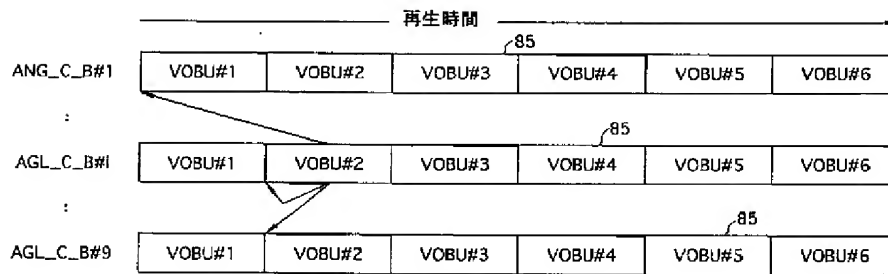 再生時間
85
ANG_C_B#1 VOBU#1 VOBU#2 VOBU#3 VOBU#4 VOBU#5 VOBU#6
:
85
AGL_C_B#i VOBU#1 VOBU#2 VOBU#3 VOBU#4 VOBU#5 VOBU#6
:
85
AGL_C_B#9 VOBU#1 VOBU#2 VOBU#3 VOBU#4 VOBU#5 VOBU#6